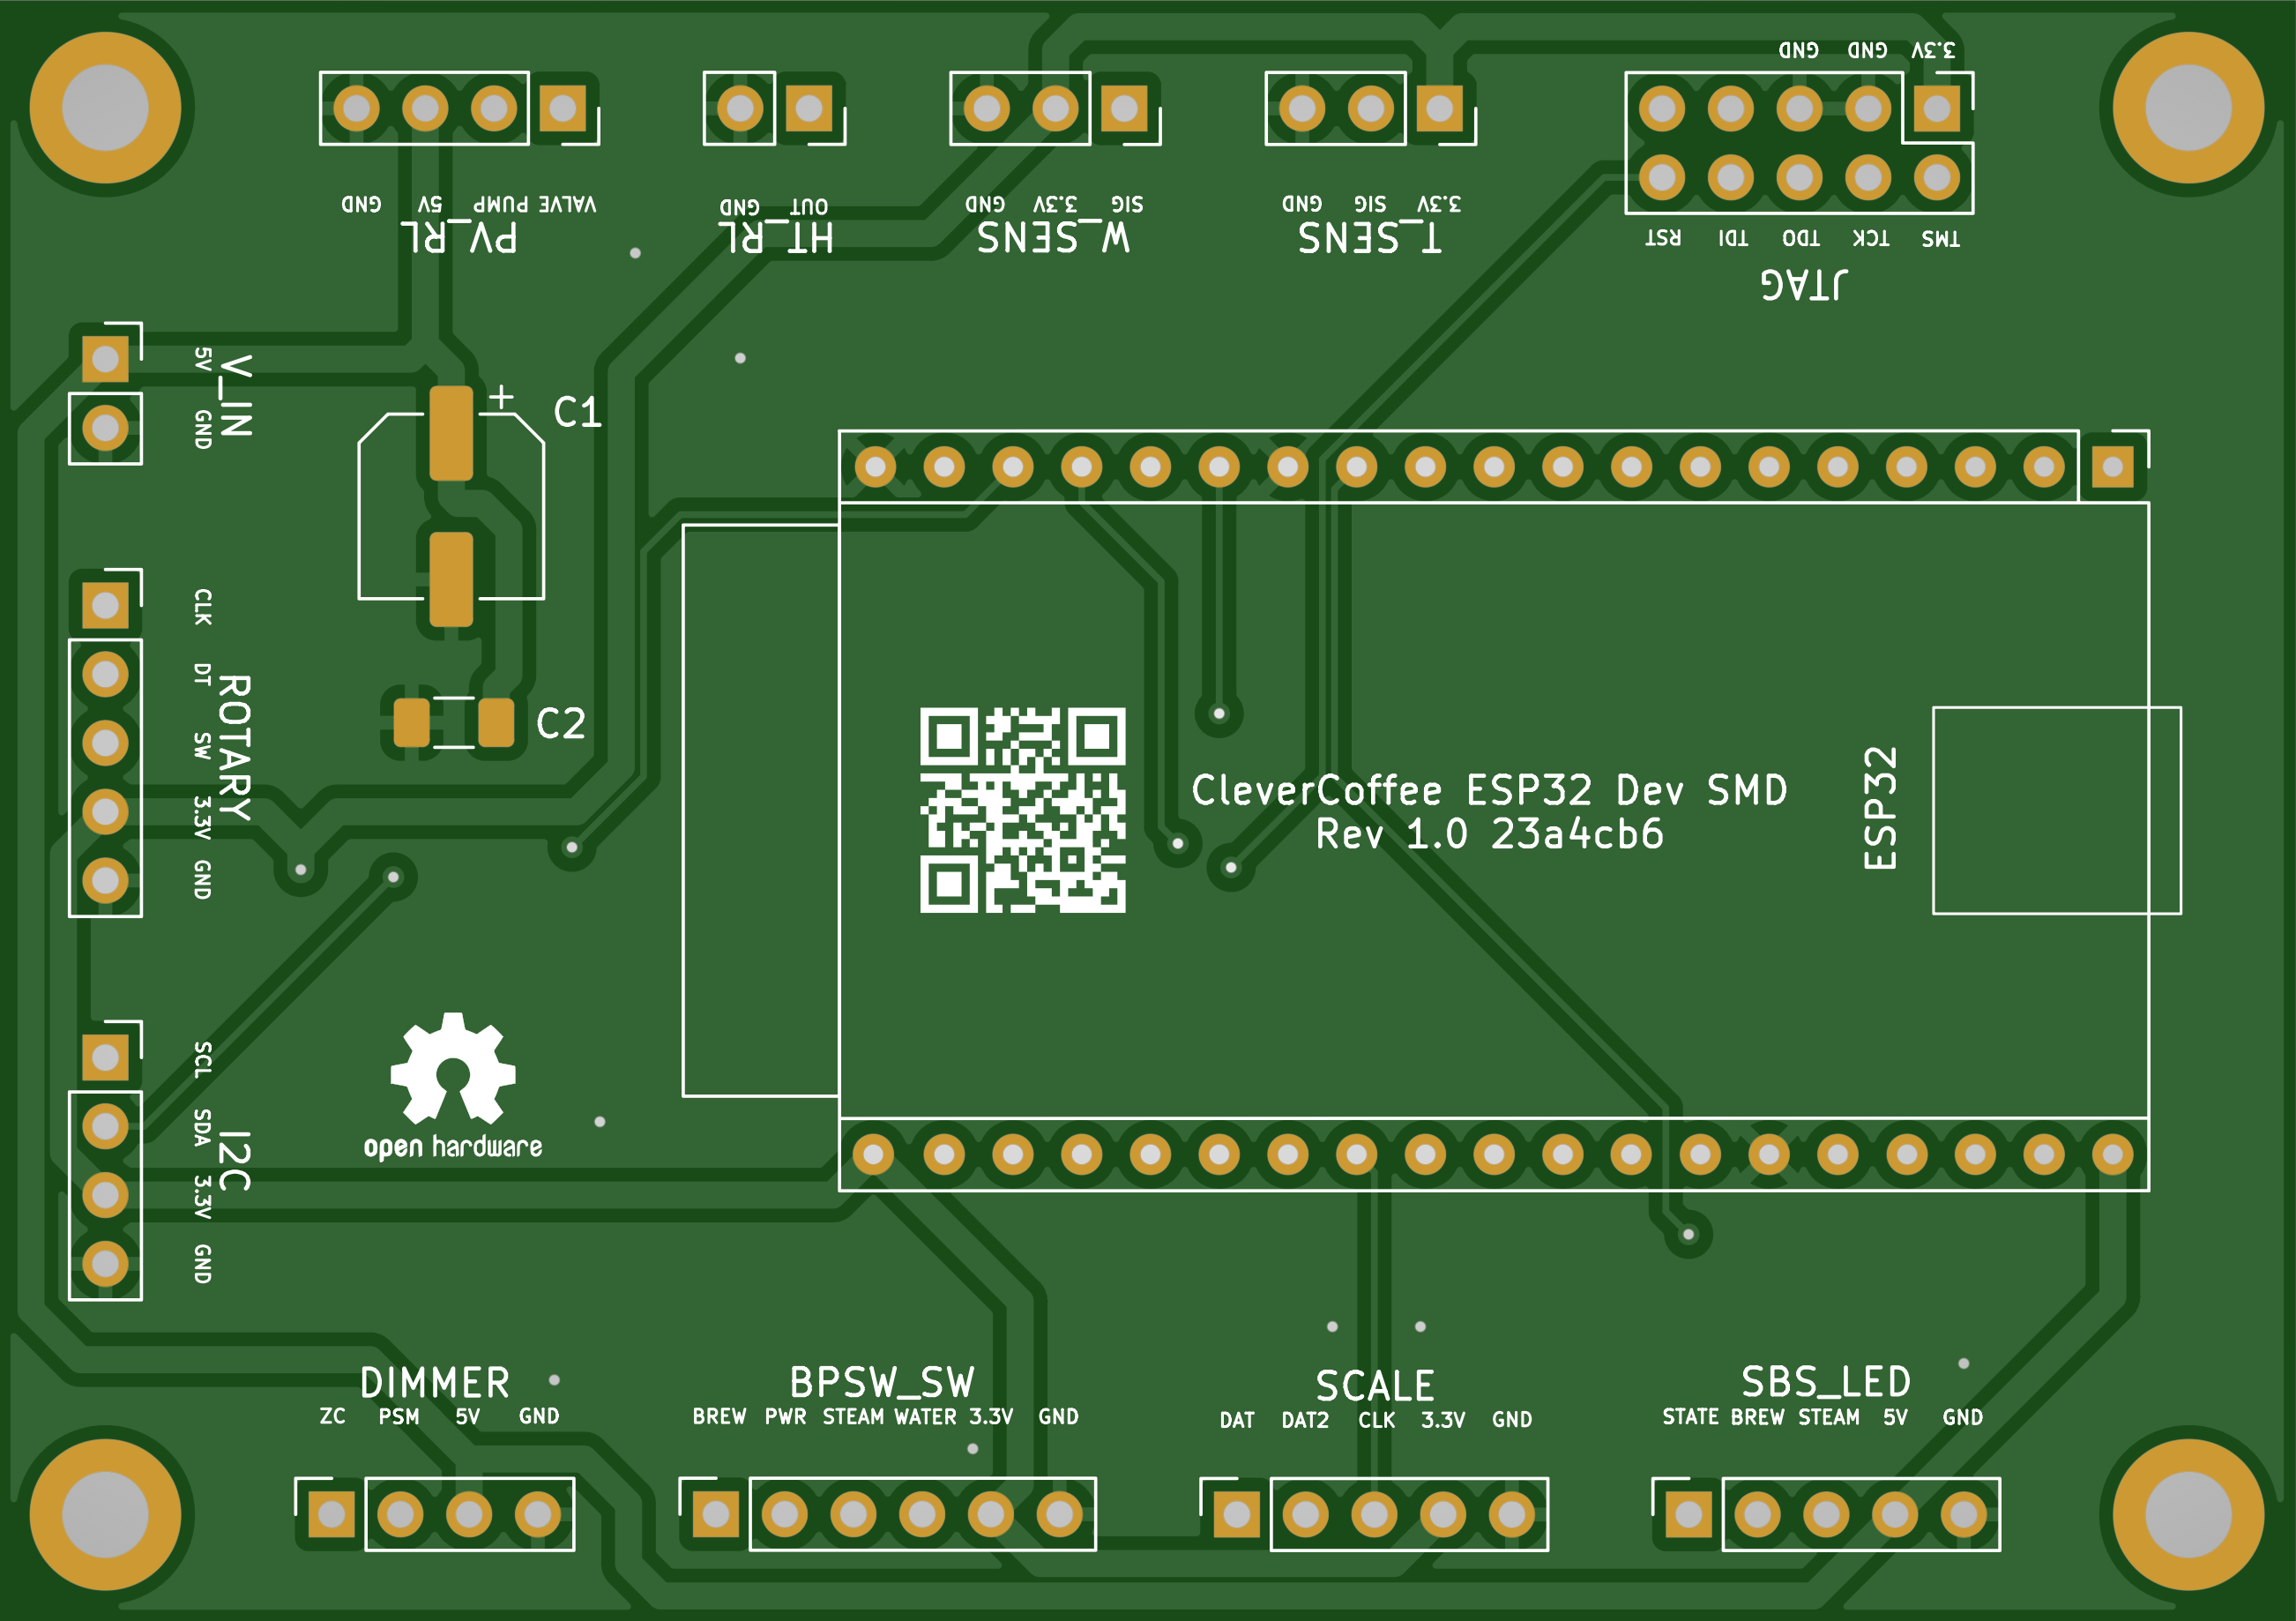 GND GND 3.3V
GND 5V PUMP VALVE
PV_RL
GND OUT
HT_RL
GND 3.3V SIG
W_SENS
GND SIG 3.3V
T_SENS
RST TDI TDO TCK TMS
JTAG
5V
GND
V_IN
+
C1
CLK
DT
SW
3.3V
GND
ROTARY
C2
CleverCoffee ESP32 Dev SMD
Rev 1.0 23a4cb6
ESP32
SCL
SDA
3.3V
GND
I2C
open hardware
DIMMER
ZC PSM 5V GND
BPSW_SW
BREW PWR STEAM WATER 3.3V GND
SCALE
DAT DAT2 CLK 3.3V GND
SBS_LED
STATE BREW STEAM 5V GND